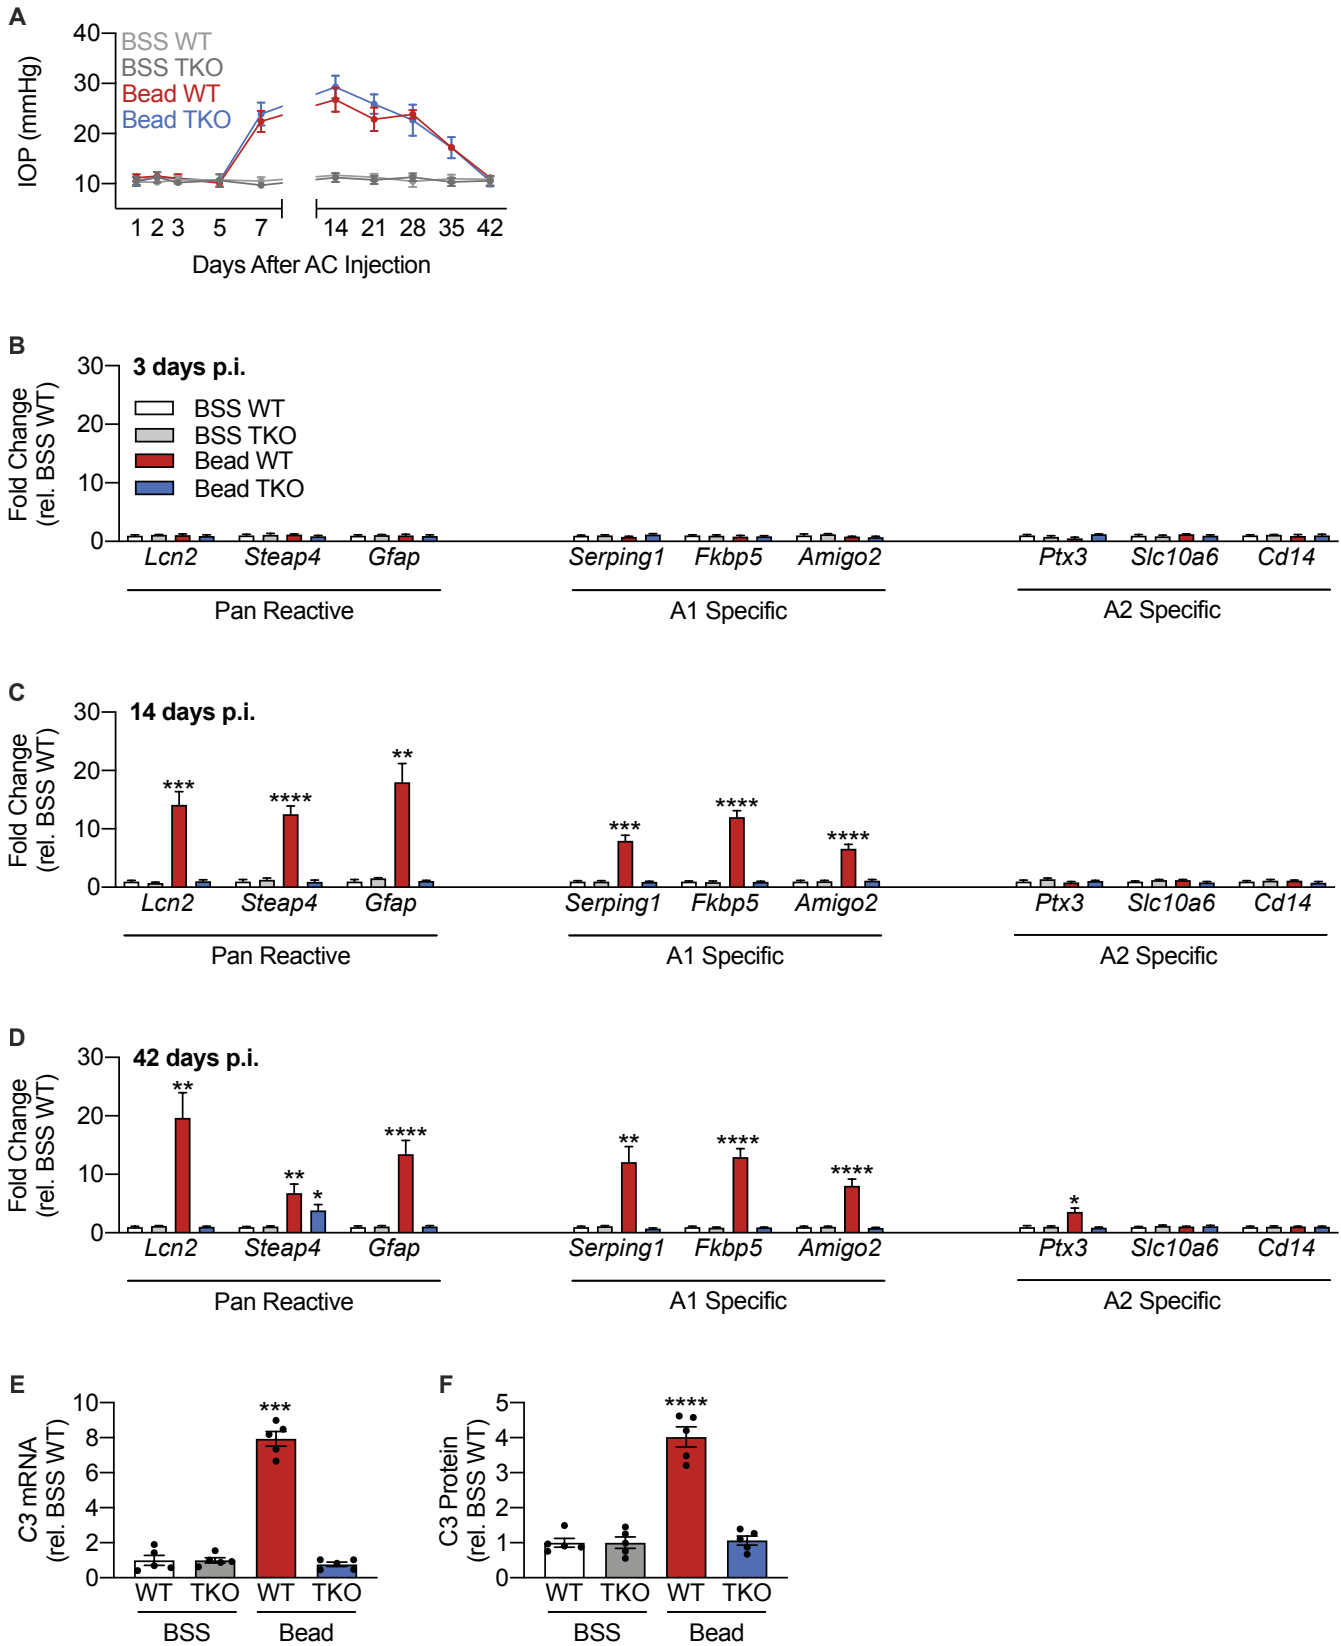 A
IOP (mmHg)
40
30
20
10
BSS WT
BSS TKO
Bead WT
Bead TKO
1 2 3 5 7 14 21 28 35 42
Days After AC Injection
B
Fold Change
(rel. BSS WT)
30
20
10
0
3 days p.i.
BSS WT
BSS TKO
Bead WT
Bead TKO
Lcn2 Steap4 Gfap Serping1 Fkbp5 Amigo2 Ptx3 Slc10a6 Cd14
Pan Reactive A1 Specific A2 Specific
C
Fold Change
(rel. BSS WT)
30
20
10
0
14 days p.i.
*** **** ** *** **** ****
Lcn2 Steap4 Gfap Serping1 Fkbp5 Amigo2 Ptx3 Slc10a6 Cd14
Pan Reactive A1 Specific A2 Specific
D
Fold Change
(rel. BSS WT)
30
20
10
0
42 days p.i.
** ** * **** ** **** **** *
Lcn2 Steap4 Gfap Serping1 Fkbp5 Amigo2 Ptx3 Slc10a6 Cd14
Pan Reactive A1 Specific A2 Specific
E
C3 mRNA
(rel. BSS WT)
10
8
6
4
2
0
***
WT TKO WT TKO
BSS Bead
F
C3 Protein
(rel. BSS WT)
5
4
3
2
1
0
****
WT TKO WT TKO
BSS Bead